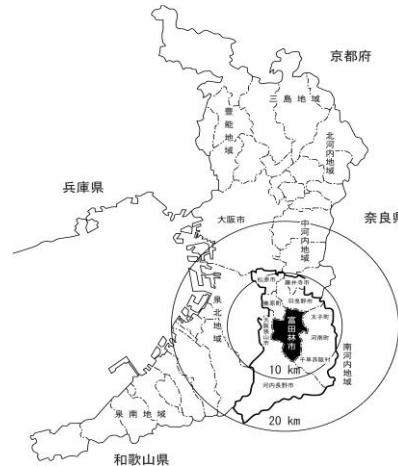 京都府
三島地域
豊能地域
北河内地域
兵庫県
大阪市
奈良県
中河内地域
松原市
藤井寺市
泉北地域
美原町
羽曳野市
太子町
富田林市
大阪狭山市
河南町
南河内地域
千早赤阪村
10 km
河内長野市
20 km
泉南地域
和歌山県